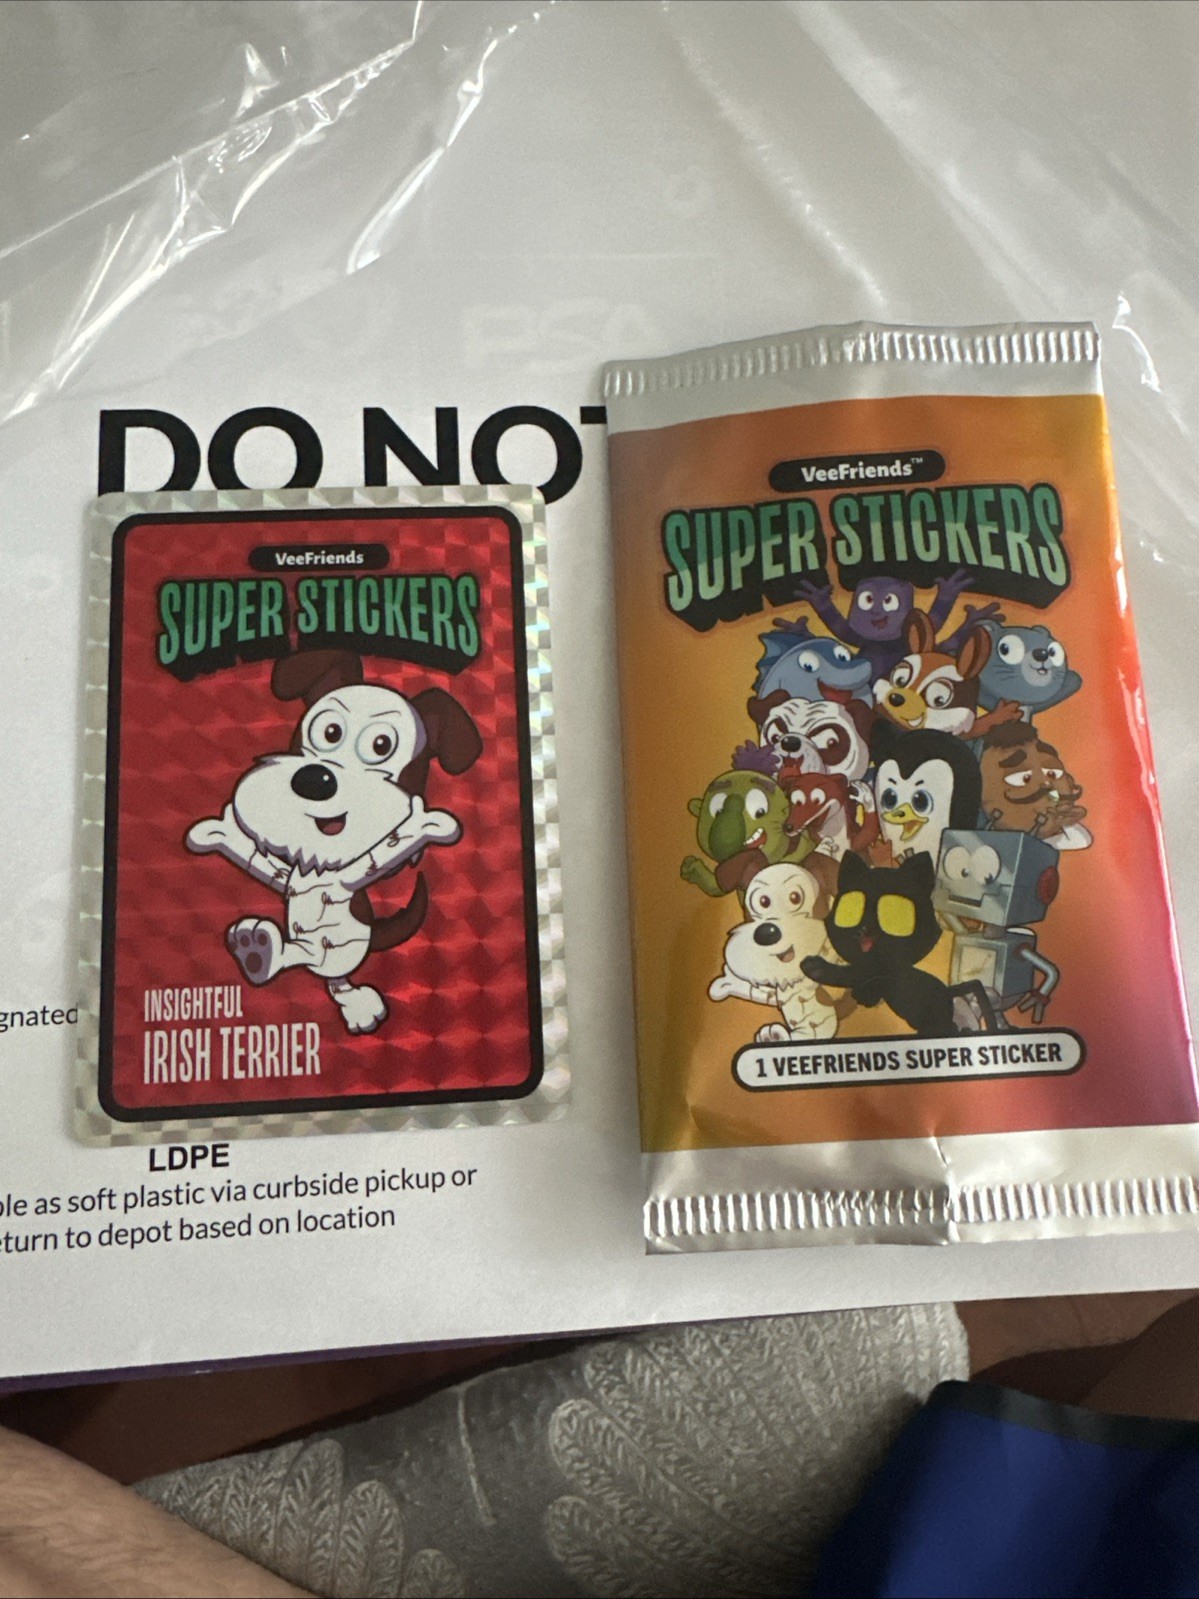 PSA
DO NOT
VeeFriends
SUPER STICKERS
INSIGHTFUL
IRISH TERRIER
VeeFriends™
SUPER STICKERS
1 VEEFRIENDS SUPER STICKER
gnated
LDPE
ble as soft plastic via curbside pickup or
eturn to depot based on location